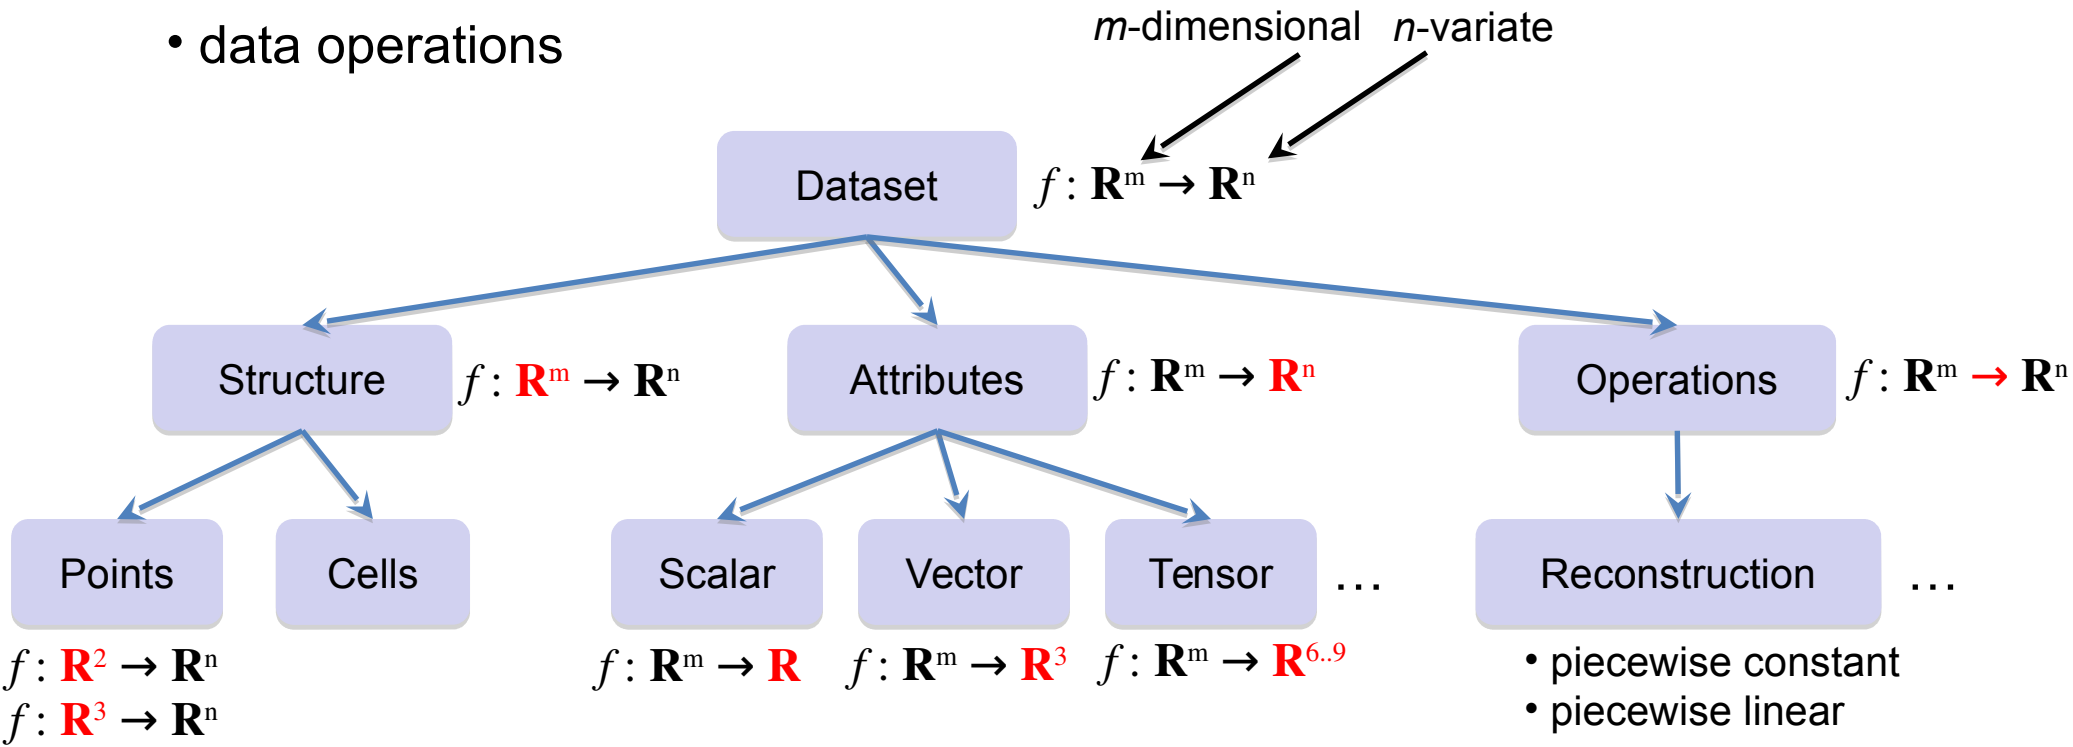 • data operations
m-dimensional n-variate
Dataset
f : Rᵐ → Rⁿ
Structure
f : Rᵐ → Rⁿ
Attributes
f : Rᵐ → Rⁿ
Operations
f : Rᵐ → Rⁿ
Points
Cells
Scalar
Vector
Tensor
...
Reconstruction
...
f : R² → Rⁿ
f : R³ → Rⁿ
f : Rᵐ → R
f : Rᵐ → R³
f : Rᵐ → R⁶··⁹
• piecewise constant
• piecewise linear